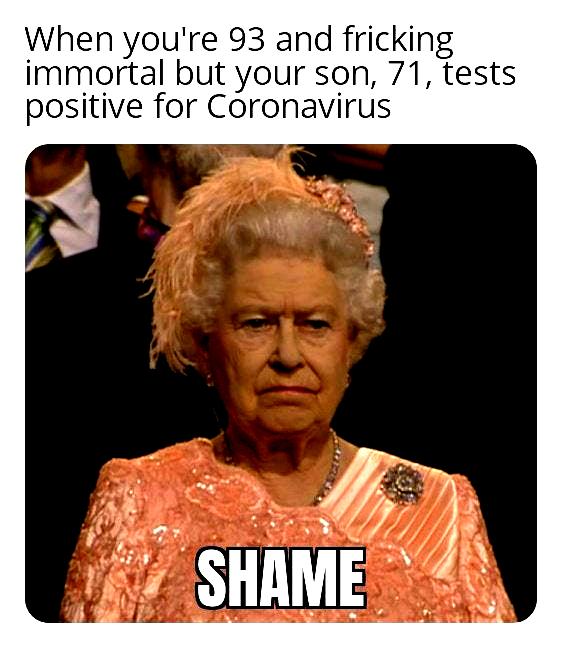 When you're 93 and fricking
immortal but your son, 71, tests
positive for Coronavirus
SHAME